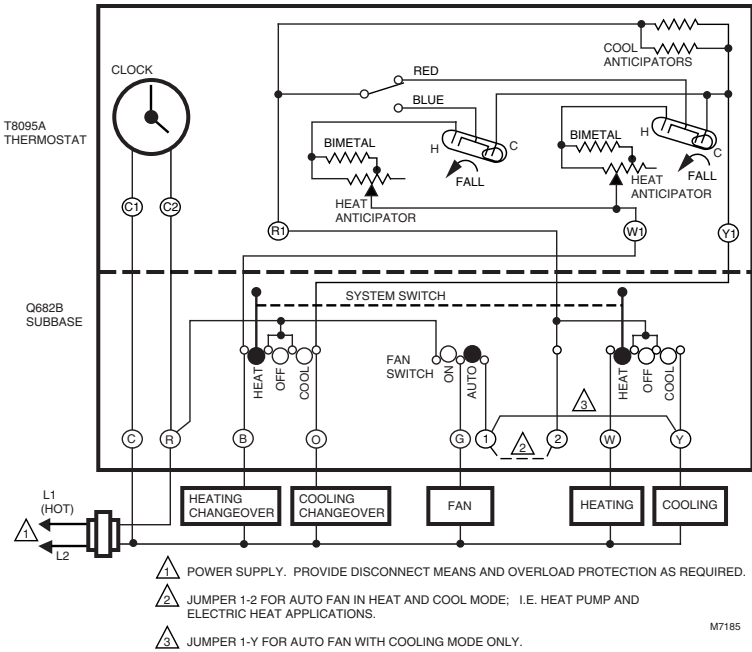 CLOCK
RED
BLUE
COOL
ANTICIPATORS
T8095A
THERMOSTAT
BIMETAL
H
C
FALL
HEAT
ANTICIPATOR
BIMETAL
H
C
FALL
HEAT
ANTICIPATOR
C1
C2
R1
W1
Y1
Q682B
SUBBASE
SYSTEM SWITCH
HEAT
OFF
COOL
FAN
SWITCH
ON
AUTO
HEAT
OFF
COOL
3
2
C
R
B
O
G
1
2
W
Y
L1
(HOT)
1
L2
HEATING
CHANGEOVER
COOLING
CHANGEOVER
FAN
HEATING
COOLING
1 POWER SUPPLY. PROVIDE DISCONNECT MEANS AND OVERLOAD PROTECTION AS REQUIRED.
2 JUMPER 1-2 FOR AUTO FAN IN HEAT AND COOL MODE; I.E. HEAT PUMP AND
ELECTRIC HEAT APPLICATIONS.
3 JUMPER 1-Y FOR AUTO FAN WITH COOLING MODE ONLY.
M7185